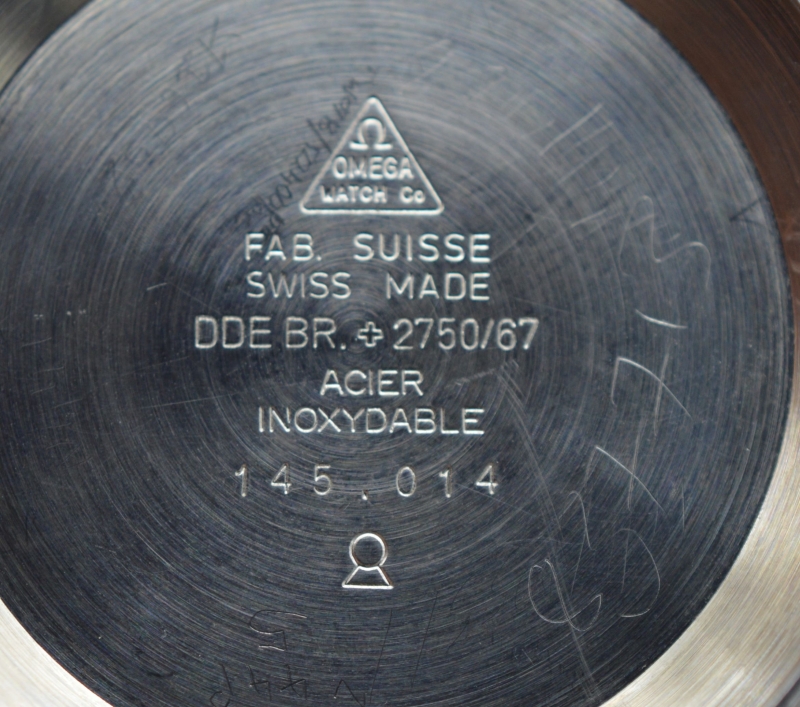 Ω
OMEGA
WATCH Co
FAB. SUISSE
SWISS MADE
DDE BR. + 2750/67
ACIER
INOXYDABLE
145.014